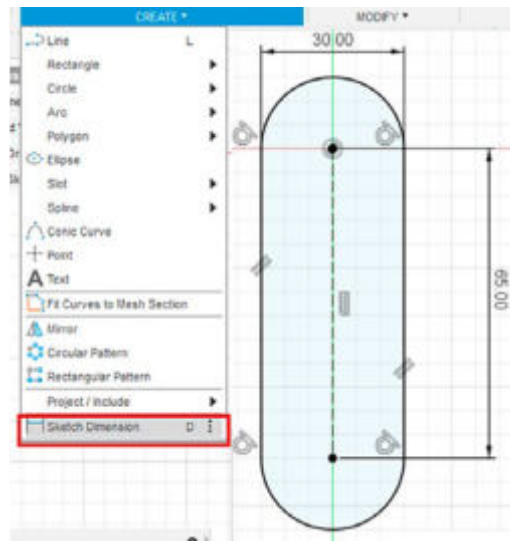 CREATE
MODIFY
Line L
Rectangle
Circle
Arc
Polygon
Ellipse
Slot
Spline
Conic Curve
Point
A Text
Fit Curves to Mesh Section
Mirror
Circular Pattern
Rectangular Pattern
Project / Include
Sketch Dimension D
30.00
65.00